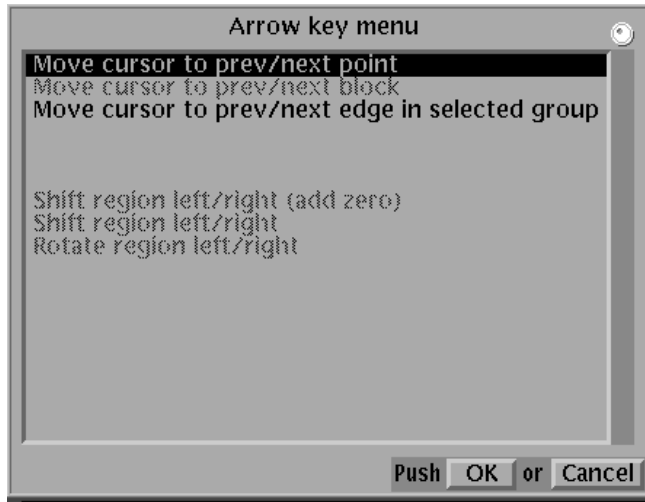 Arrow key menu
Move cursor to prev/next point
Move cursor to prev/next block
Move cursor to prev/next edge in selected group
Shift region left/right (add zero)
Shift region left/right
Rotate region left/right
Push OK or Cancel